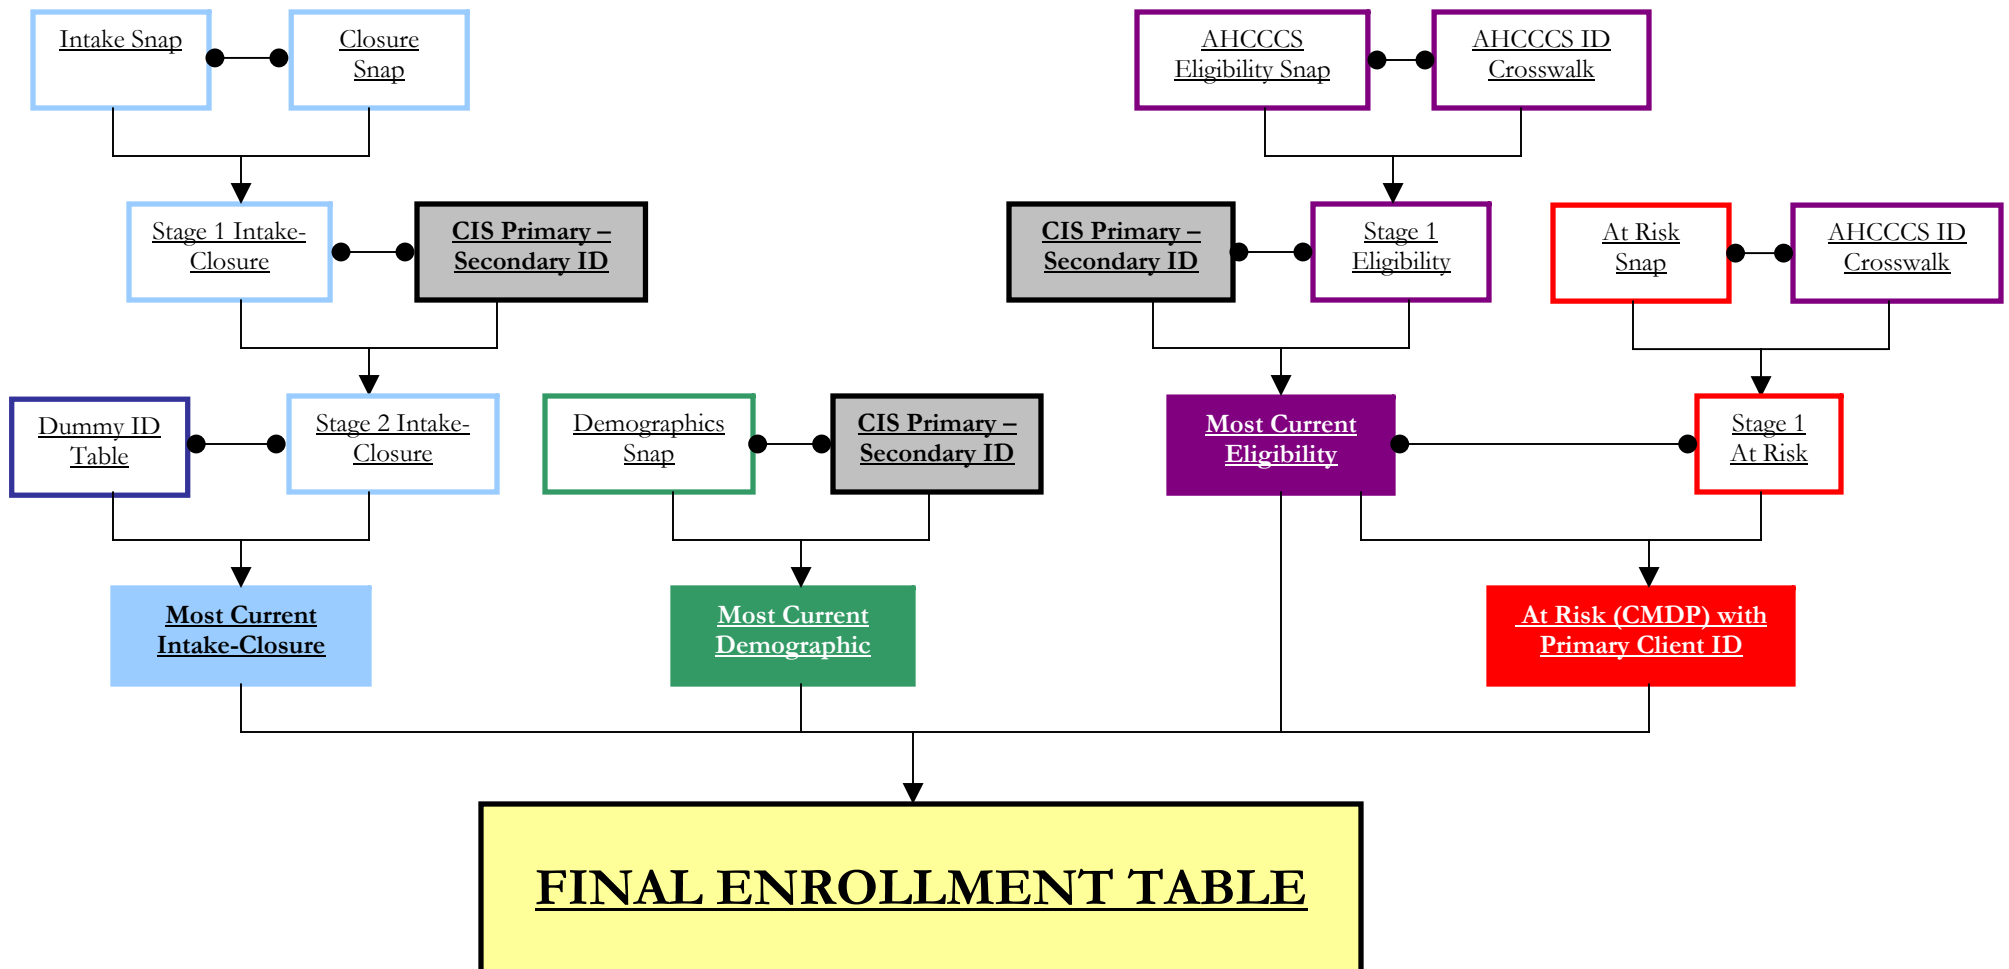 Intake Snap
Closure
Snap
AHCCCS
Eligibility Snap
AHCCCS ID
Crosswalk
Stage 1 Intake-
Closure
CIS Primary –
Secondary ID
CIS Primary –
Secondary ID
Stage 1
Eligibility
At Risk
Snap
AHCCCS ID
Crosswalk
Dummy ID
Table
Stage 2 Intake-
Closure
Demographics
Snap
CIS Primary –
Secondary ID
Most Current
Eligibility
Stage 1
At Risk
Most Current
Intake-Closure
Most Current
Demographic
At Risk (CMDP) with
Primary Client ID
FINAL ENROLLMENT TABLE